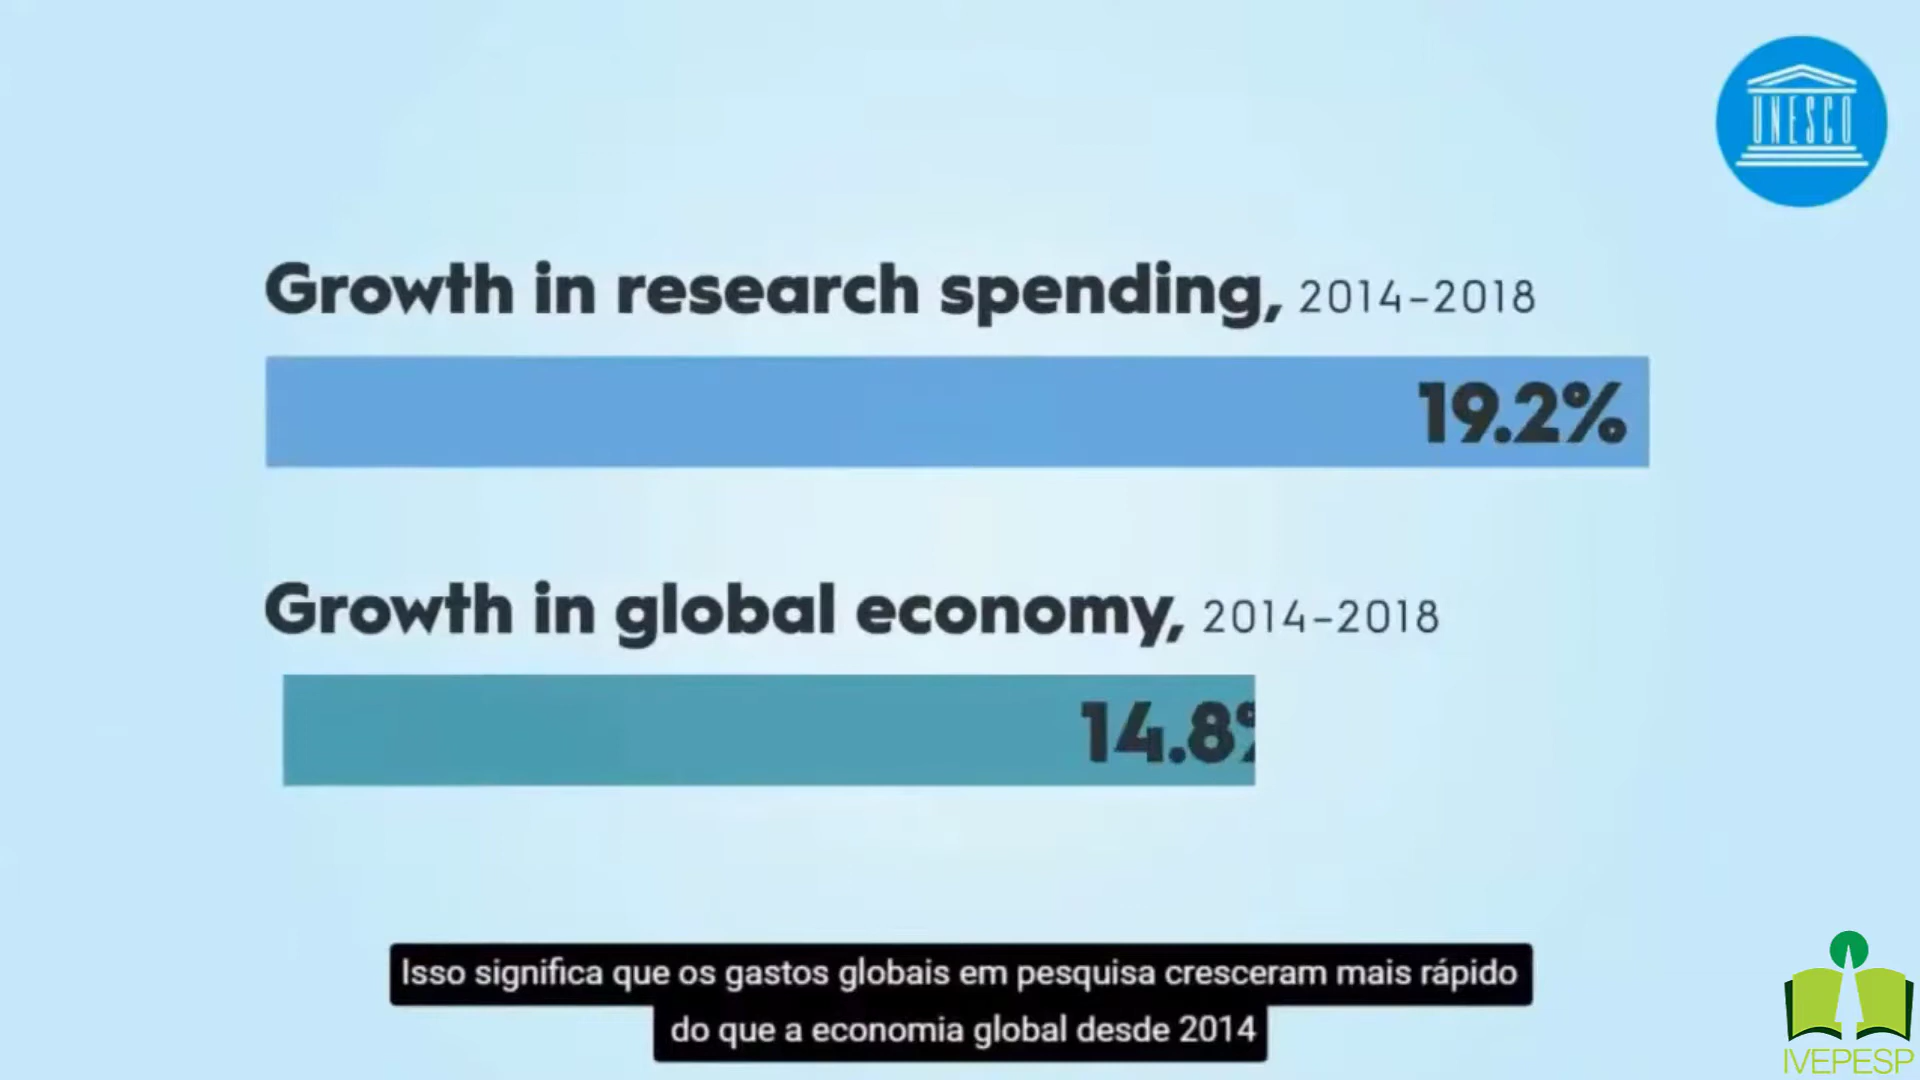 UNESCO
Growth in research spending, 2014-2018
19.2%
Growth in global economy, 2014-2018
14.8%
Isso significa que os gastos globais em pesquisa cresceram mais rápido
do que a economia global desde 2014
IVEPESP